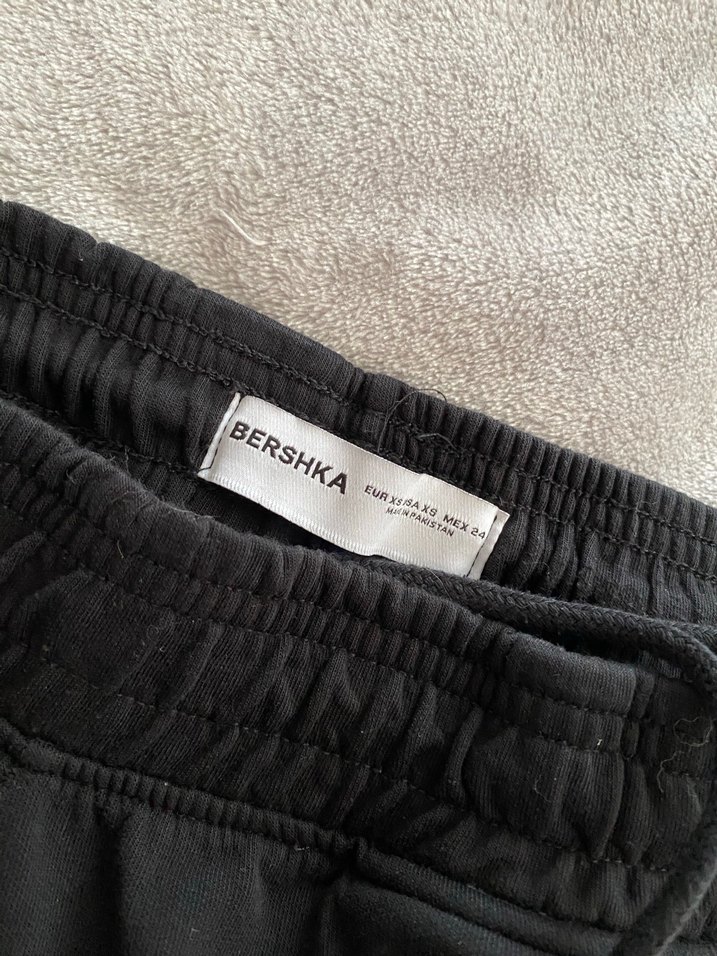 BERSHKA
EUR XS USA XS MEX 24
MADE IN PAKISTAN